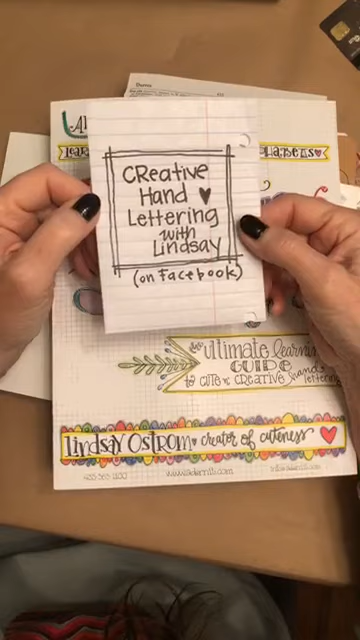 CReative
Hand ♥
Lettering
with
Lindsay
(on Facebook)
the ultimate learning
GUIDE
to cute & creative hand lettering
Lindsay Ostrom creator of cuteness ♥